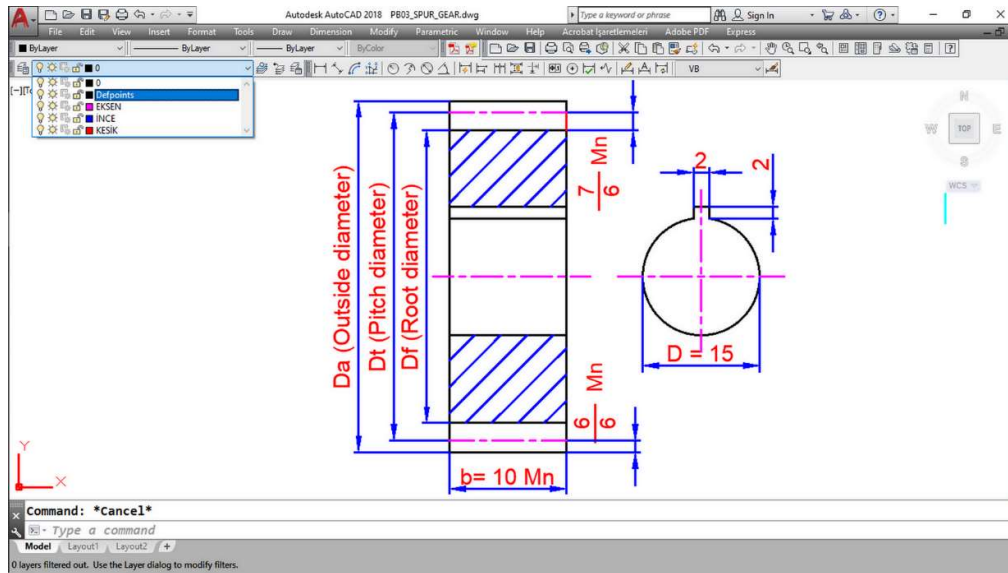 Autodesk AutoCAD 2018 PB03_SPUR_GEAR.dwg
Type a keyword or phrase
Sign In
File Edit View Insert Format Tools Draw Dimension Modify Parametric Window Help Acrobat İşaretlemeleri Adobe PDF Express
ByLayer ByLayer ByLayer ByColor
0
VB
0
Defpoints
EKSEN
İNCE
KESİK
N
W TOP E
S
WCS
Da (Outside diameter)
Dt (Pitch diameter)
Df (Root diameter)
7/6 Mn
6/6 Mn
b= 10 Mn
2
2
D = 15
Y
X
Command: *Cancel*
Type a command
Model Layout1 Layout2 +
0 layers filtered out. Use the Layer dialog to modify filters.